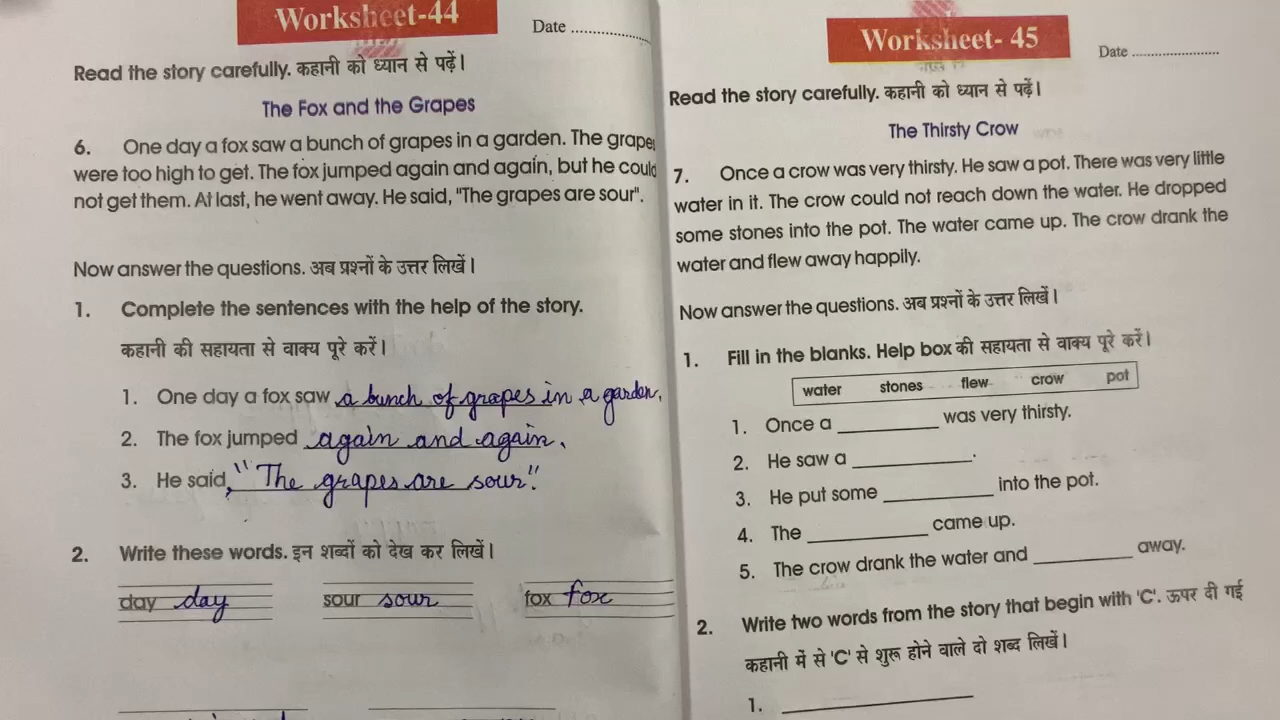 Worksheet-44
Date ....................
Read the story carefully. कहानी को ध्यान से पढ़ें।
The Fox and the Grapes
6. One day a fox saw a bunch of grapes in a garden. The grapes
were too high to get. The fox jumped again and again, but he could
not get them. At last, he went away. He said, "The grapes are sour".
Now answer the questions. अब प्रश्नों के उत्तर लिखें।
1. Complete the sentences with the help of the story.
कहानी की सहायता से वाक्य पूरे करें।
1. One day a fox saw a bunch of grapes in a garden.
2. The fox jumped again and again.
3. He said, "The grapes are sour".
2. Write these words. इन शब्दों को देख कर लिखें।
day day sour sour fox fox
Worksheet- 45
Date ......................
Read the story carefully. कहानी को ध्यान से पढ़ें।
The Thirsty Crow
7. Once a crow was very thirsty. He saw a pot. There was very little
water in it. The crow could not reach down the water. He dropped
some stones into the pot. The water came up. The crow drank the
water and flew away happily.
Now answer the questions. अब प्रश्नों के उत्तर लिखें।
1. Fill in the blanks. Help box की सहायता से वाक्य पूरे करें।
water stones flew crow pot
1. Once a __________ was very thirsty.
2. He saw a ____________.
3. He put some ___________ into the pot.
4. The ____________ came up.
5. The crow drank the water and __________ away.
2. Write two words from the story that begin with 'C'. ऊपर दी गई
कहानी में से 'C' से शुरू होने वाले दो शब्द लिखें।
1. ____________________